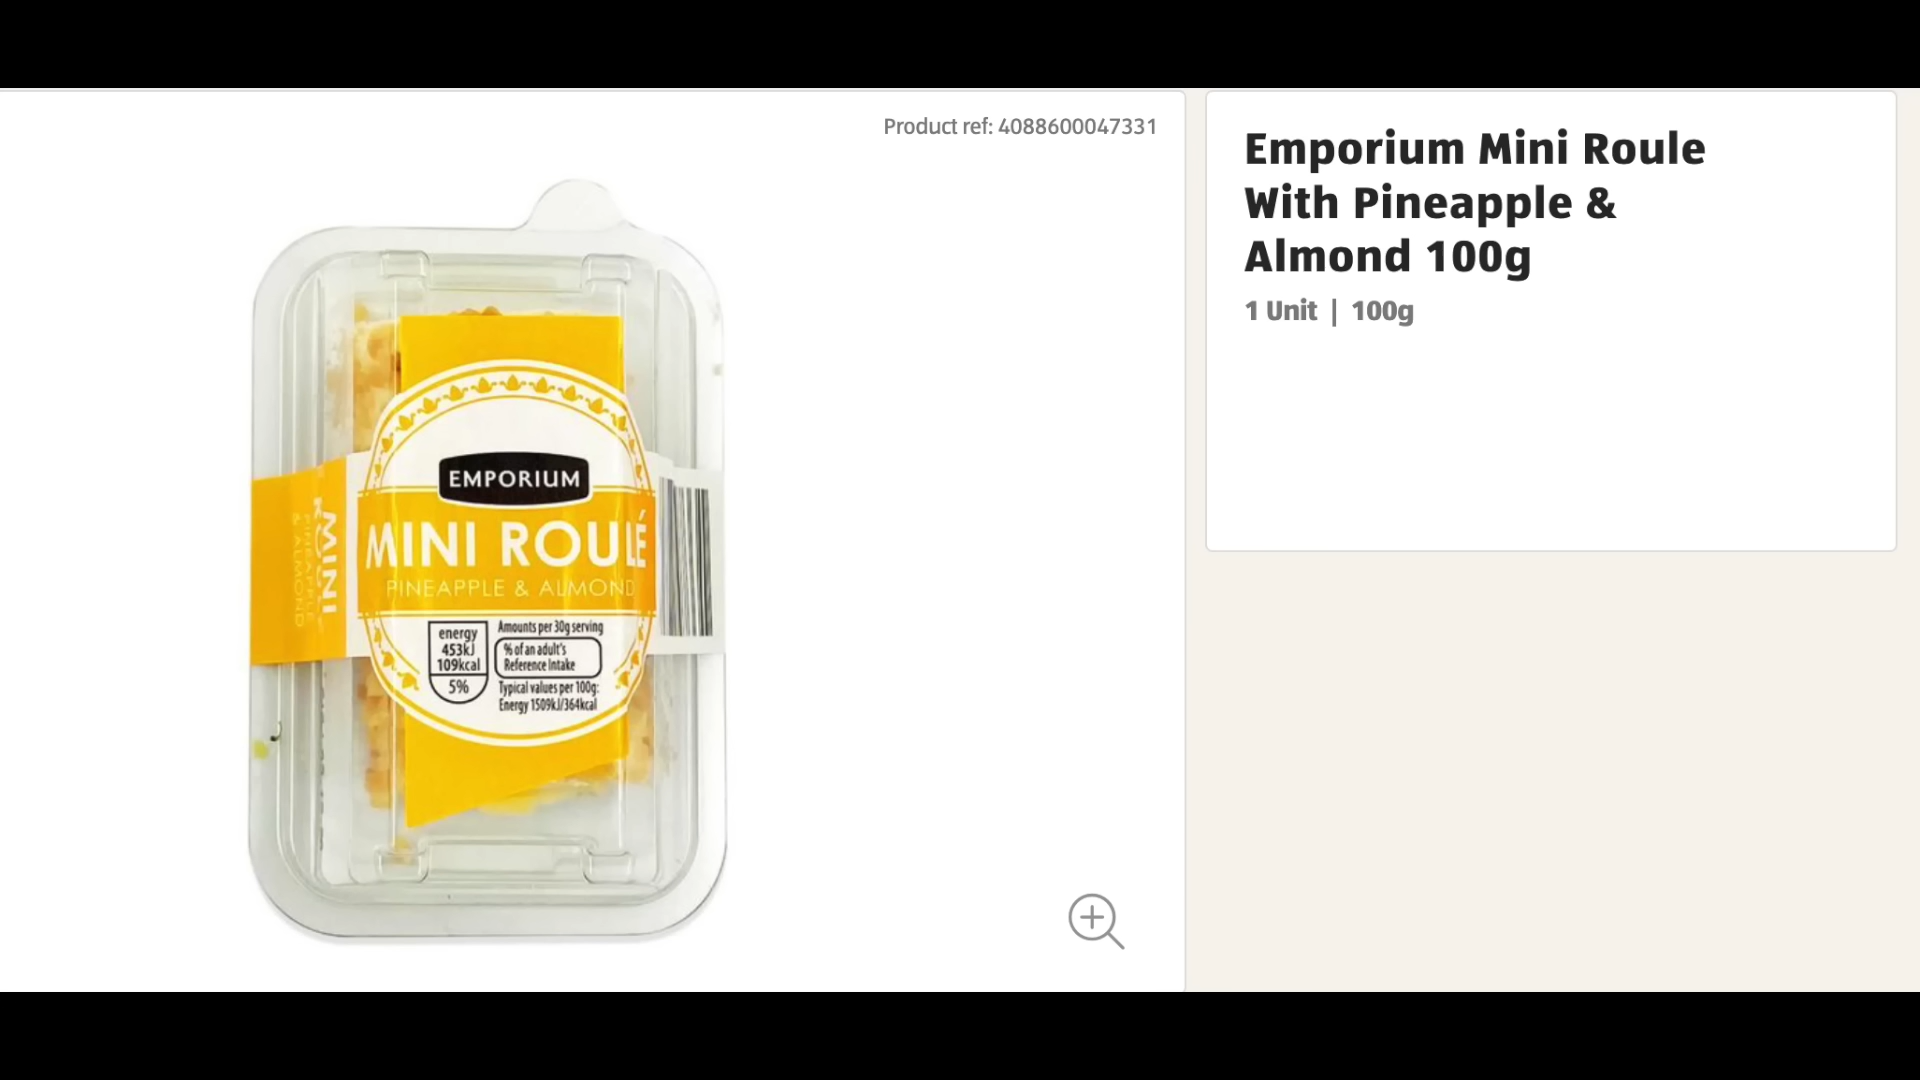 Product ref: 4088600047331
Emporium Mini Roule
With Pineapple &
Almond 100g
1 Unit | 100g
EMPORIUM
MINI ROULÉ
PINEAPPLE & ALMOND
MINI
ROULÉ
PINEAPPLE
& ALMOND
energy
453kJ
109kcal
5%
Amounts per 30g serving
% of an adult's
Reference Intake
Typical values per 100g:
Energy 1509kJ/364kcal